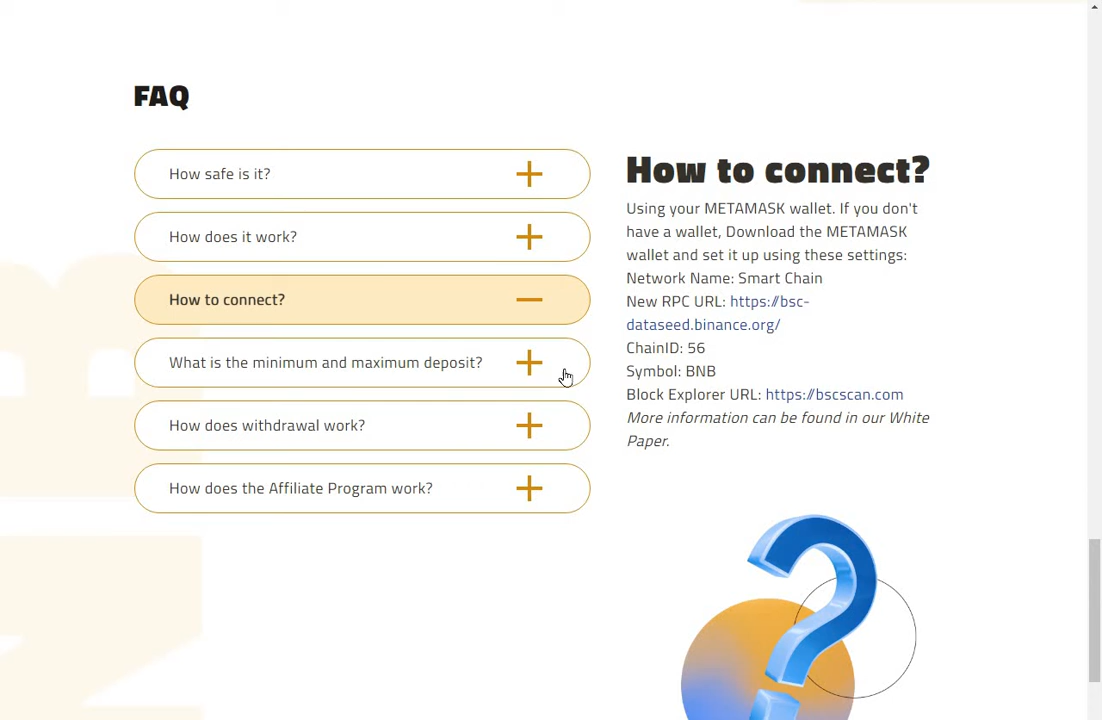 FAQ
How safe is it?
How does it work?
How to connect?
What is the minimum and maximum deposit?
How does withdrawal work?
How does the Affiliate Program work?
How to connect?
Using your METAMASK wallet. If you don't
have a wallet, Download the METAMASK
wallet and set it up using these settings:
Network Name: Smart Chain
New RPC URL: https://bsc-
dataseed.binance.org/
ChainID: 56
Symbol: BNB
Block Explorer URL: https://bscscan.com
More information can be found in our White
Paper.